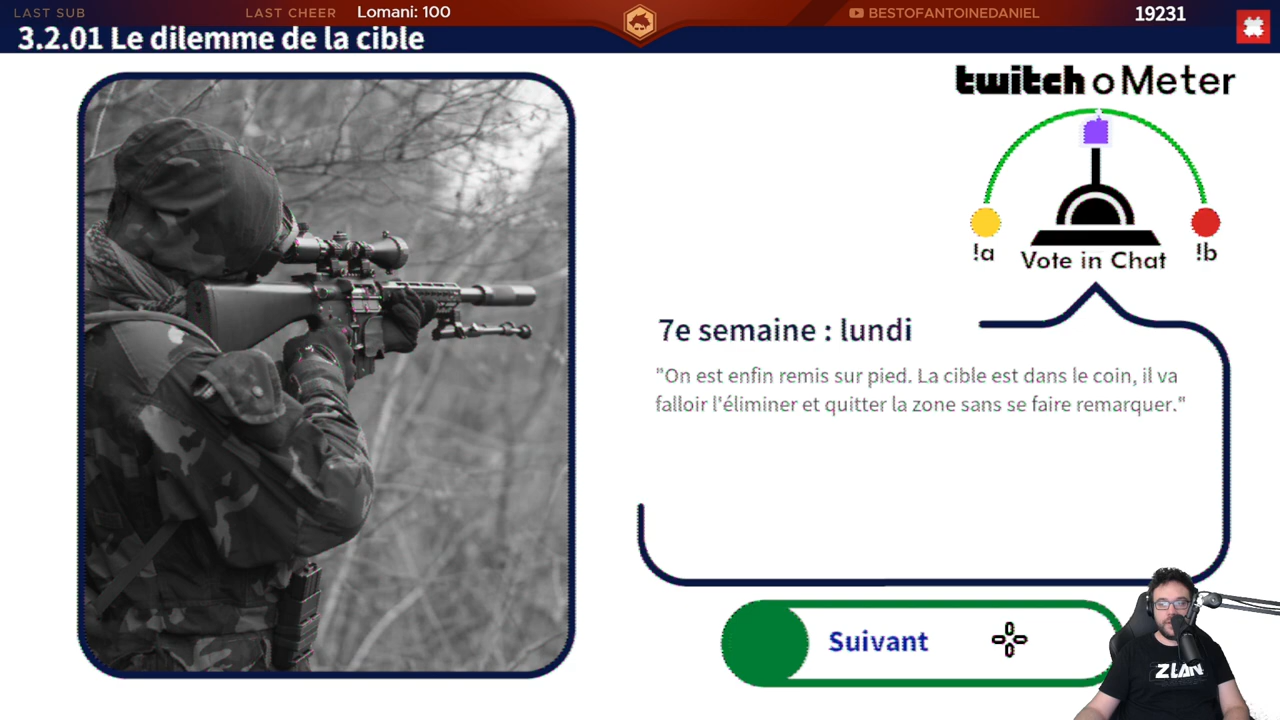 LAST SUB
LAST CHEER Lomani: 100
BESTOFANTOINEDANIEL
19231
3.2.01 Le dilemme de la cible
twitch o Meter
!a
!b
Vote in Chat
7e semaine : lundi
"On est enfin remis sur pied. La cible est dans le coin, il va
falloir l'éliminer et quitter la zone sans se faire remarquer."
Suivant
ZLAN